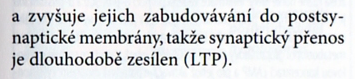 a zvyšuje jejich zabudovávání do postsy-
naptické membrány, takže synaptický přenos
je dlouhodobě zesílen (LTP).